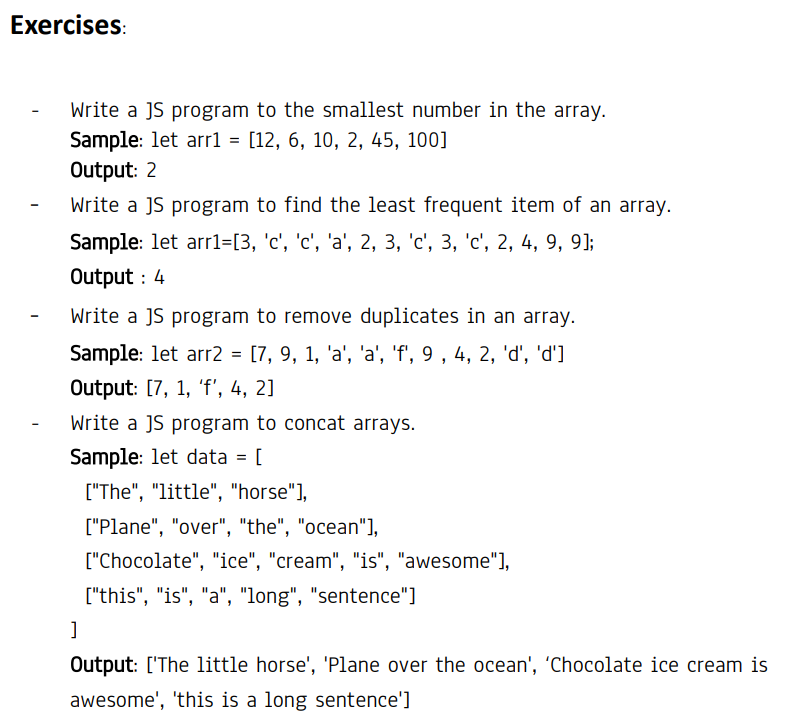 Exercises:
- Write a JS program to the smallest number in the array.
Sample: let arr1 = [12, 6, 10, 2, 45, 100]
Output: 2
- Write a JS program to find the least frequent item of an array.
Sample: let arr1=[3, 'c', 'c', 'a', 2, 3, 'c', 3, 'c', 2, 4, 9, 9];
Output : 4
- Write a JS program to remove duplicates in an array.
Sample: let arr2 = [7, 9, 1, 'a', 'a', 'f', 9 , 4, 2, 'd', 'd']
Output: [7, 1, ‘f’, 4, 2]
- Write a JS program to concat arrays.
Sample: let data = [
["The", "little", "horse"],
["Plane", "over", "the", "ocean"],
["Chocolate", "ice", "cream", "is", "awesome"],
["this", "is", "a", "long", "sentence"]
]
Output: ['The little horse', 'Plane over the ocean', ‘Chocolate ice cream is
awesome', 'this is a long sentence']